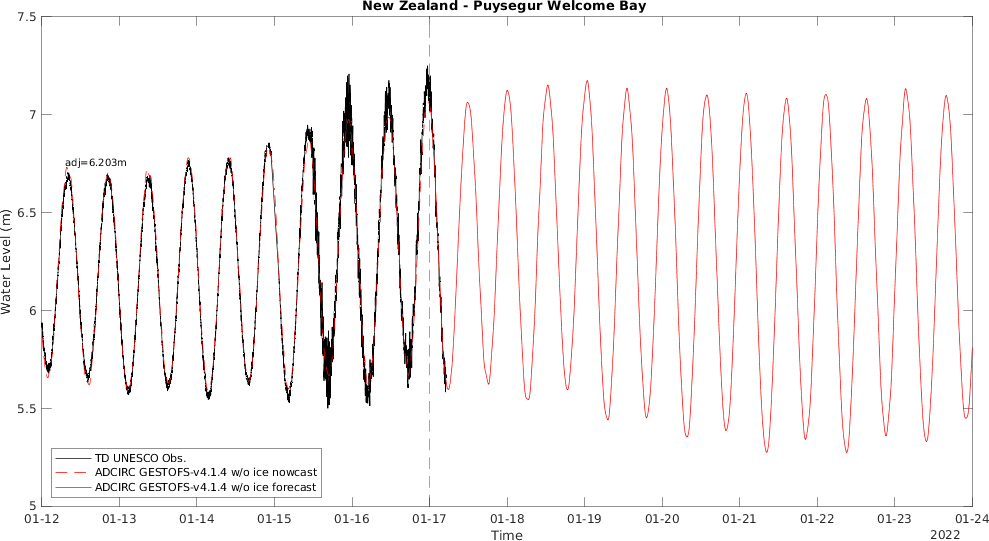 New Zealand - Puysegur Welcome Bay
7.5
7
6.5
6
5.5
5
Water Level (m)
adj=6.203m
TD UNESCO Obs.
ADCIRC GESTOFS-v4.1.4 w/o ice nowcast
ADCIRC GESTOFS-v4.1.4 w/o ice forecast
01-12 01-13 01-14 01-15 01-16 01-17 01-18 01-19 01-20 01-21 01-22 01-23 01-24
Time
2022